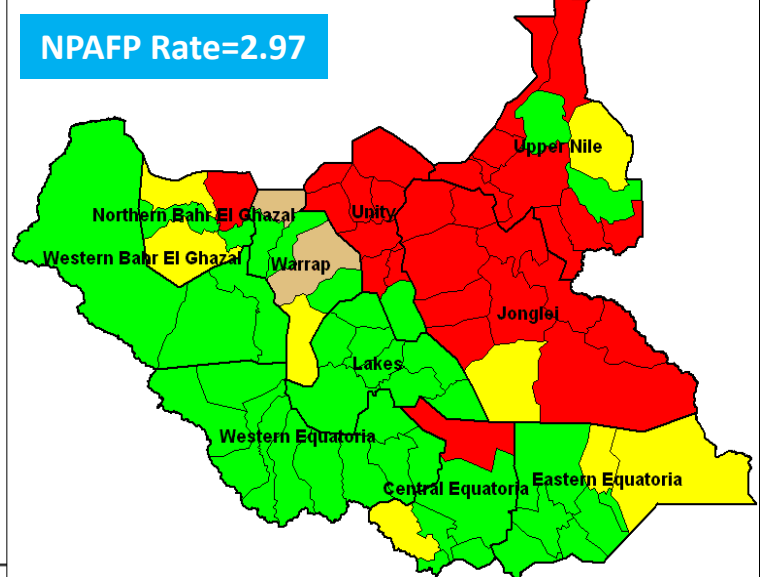 NPAFP Rate=2.97
Upper Nile
Northern Bahr El Ghazal
Unity
Western Bahr El Ghazal
Warrap
Jonglei
Lakes
Western Equatoria
Eastern Equatoria
Central Equatoria